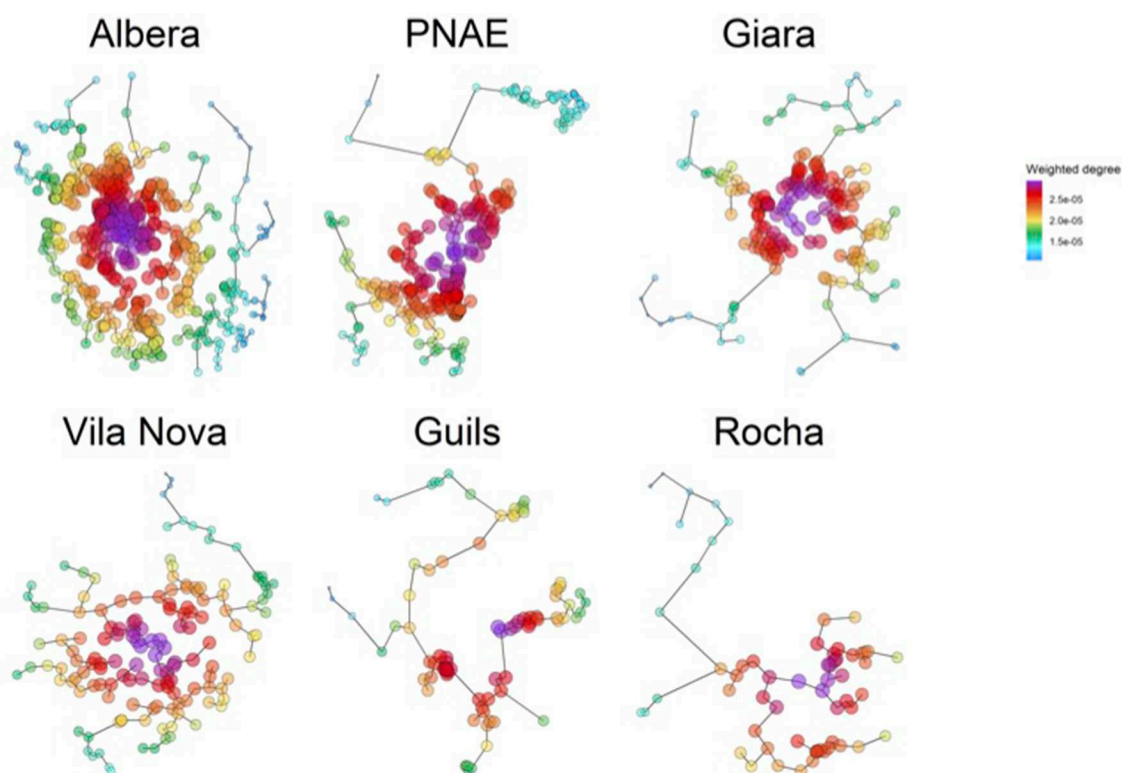 Albera
PNAE
Giara
Weighted degree
2.5e-05
2.0e-05
1.5e-05
Vila Nova
Guils
Rocha